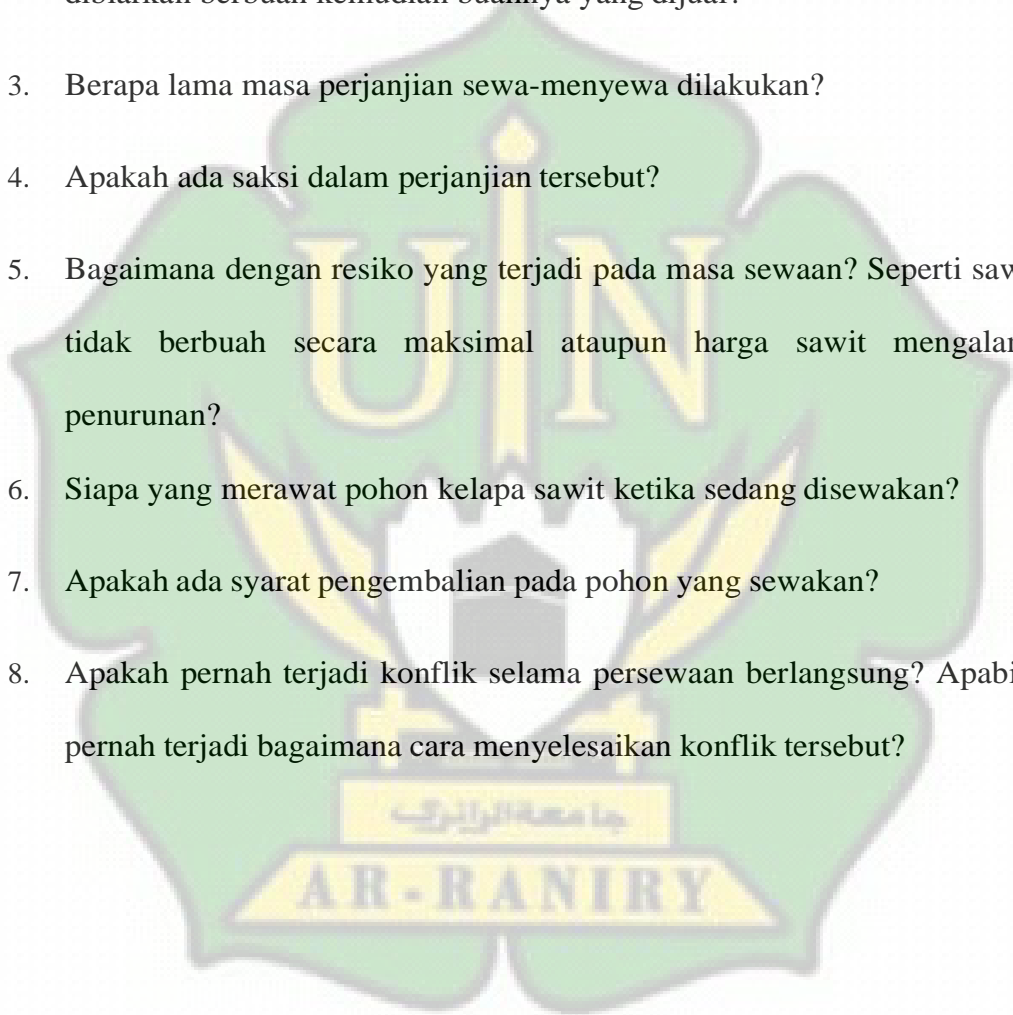 3. Berapa lama masa perjanjian sewa-menyewa dilakukan?
4. Apakah ada saksi dalam perjanjian tersebut?
5. Bagaimana dengan resiko yang terjadi pada masa sewaan? Seperti
tidak berbuah secara maksimal ataupun harga sawit
penurunan?
6. Siapa yang merawat pohon kelapa sawit ketika sedang disewakan?
7. Apakah ada syarat pengembalian pada pohon yang sewakan?
8. Apakah pernah terjadi konflik selama persewaan berlangsung?
pernah terjadi bagaimana cara menyelesaikan konflik tersebut?
UIN
جامعة الرانري
AR-RANIRY